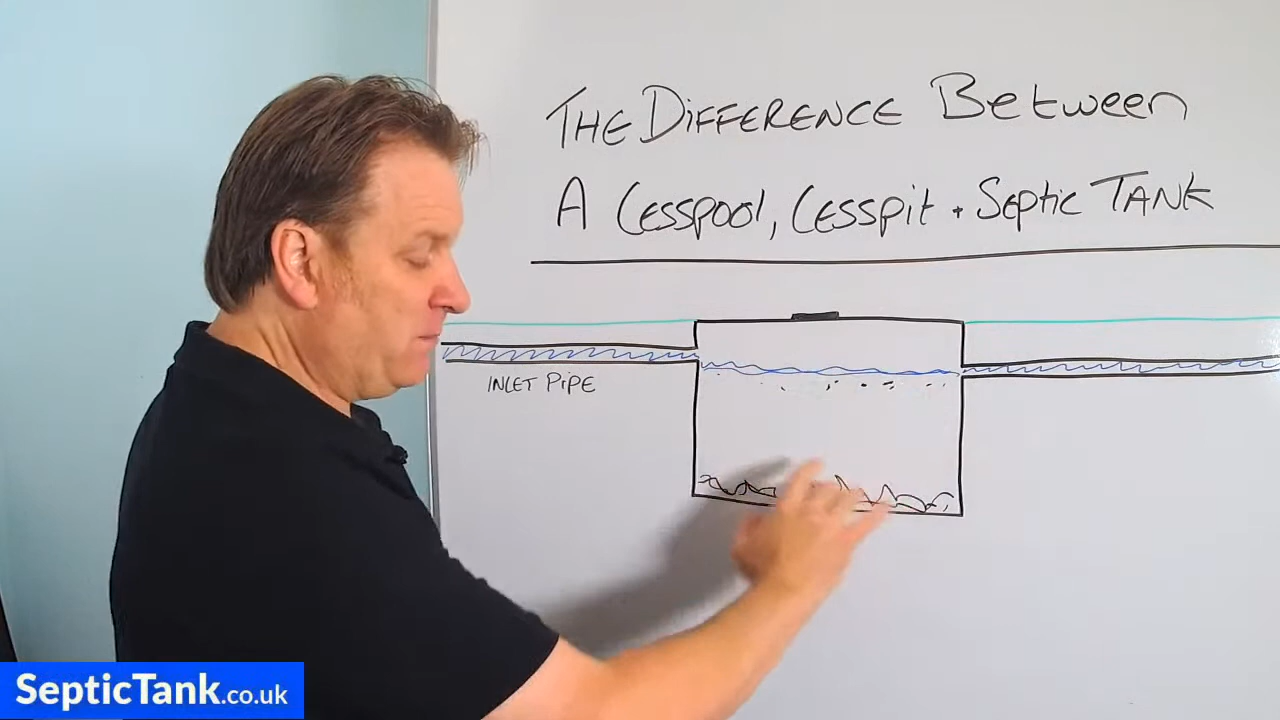 THE DIFFERENCE Between
A Cesspool, Cesspit + Septic TANK
INLET PIPE
SepticTank.co.uk